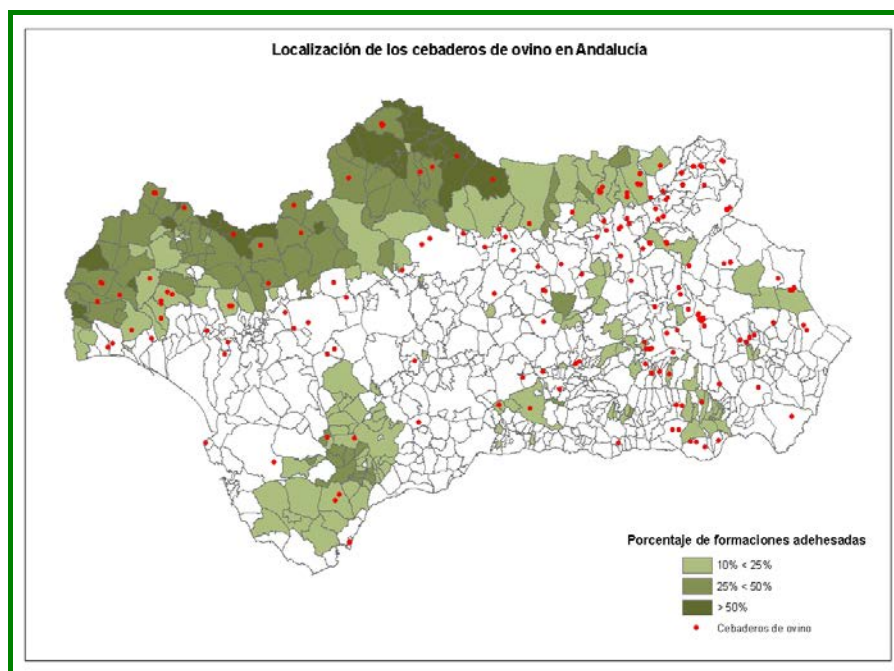 Localización de los cebaderos de ovino en Andalucía
Porcentaje de formaciones adehesadas
10% < 25%
25% < 50%
> 50%
Cebaderos de ovino